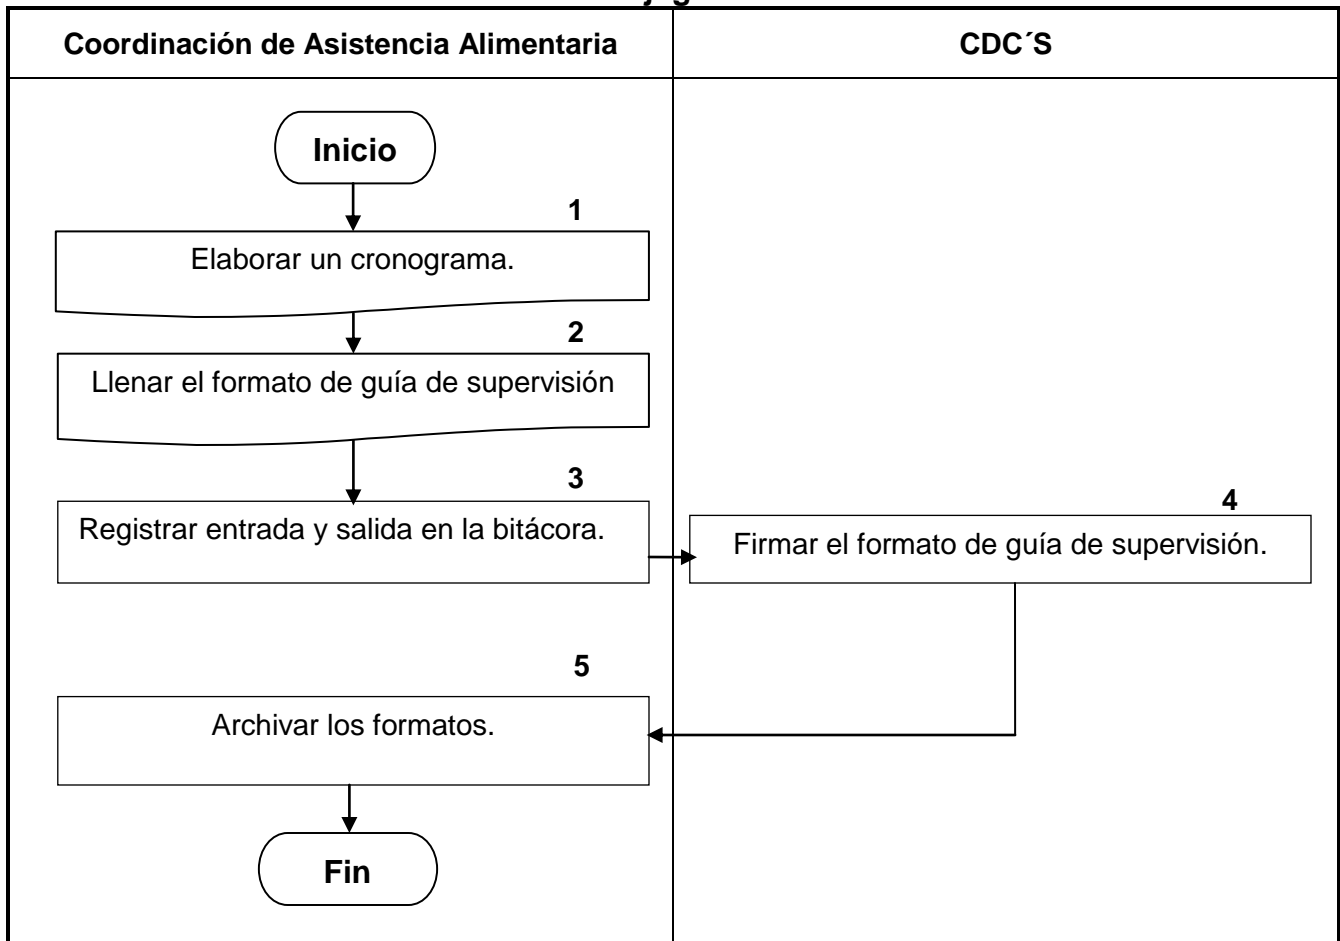 Coordinación de Asistencia Alimentaria
CDC´S
Inicio
1
Elaborar un cronograma.
2
Llenar el formato de guía de supervisión
3
Registrar entrada y salida en la bitácora.
4
Firmar el formato de guía de supervisión.
5
Archivar los formatos.
Fin